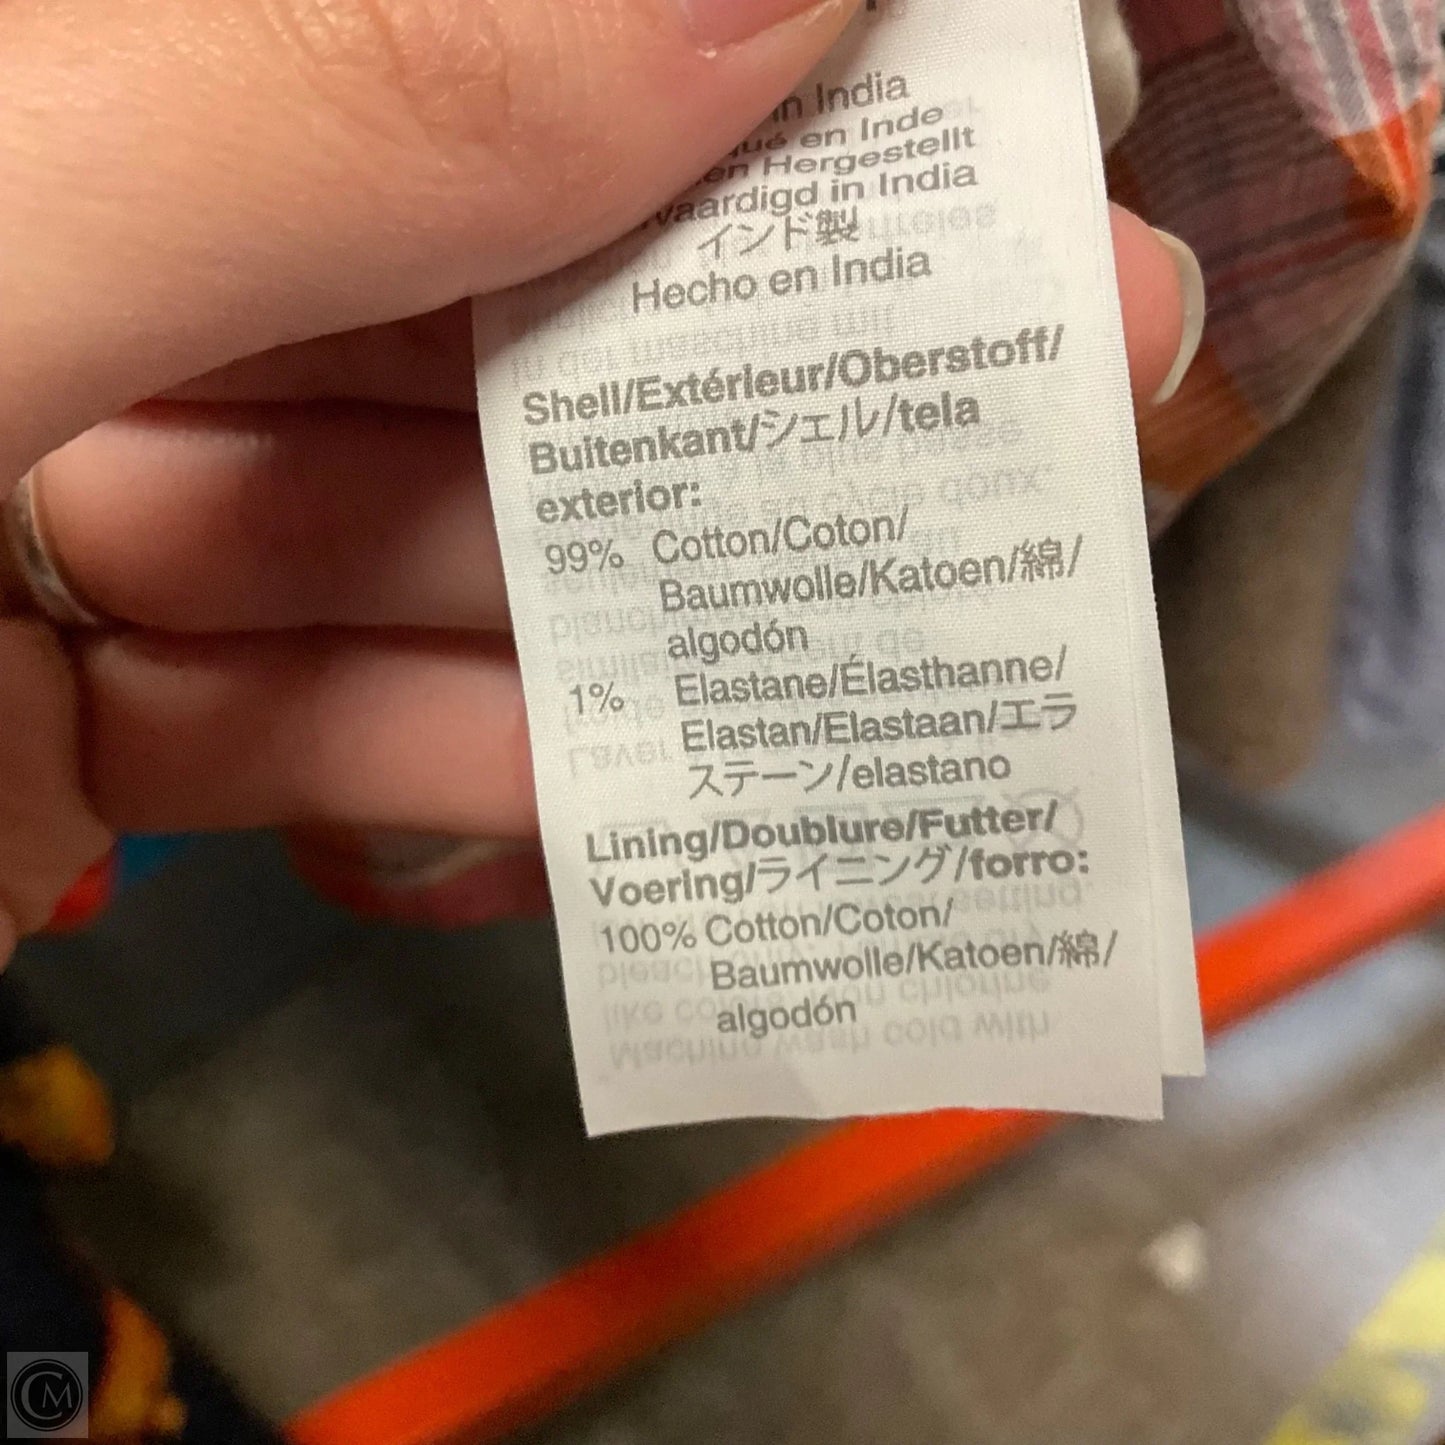 in India
en Inde
Hergestellt
in India
インド製
Hecho en India
Shell/Extérieur/Oberstoff/
Buitenkant/シェル/tela
exterior:
99% Cotton/Coton/
Baumwolle/Katoen/綿/
algodón
1% Elastane/Élasthanne/
Elastan/Elastaan/エラ
ステーン/elastano
Lining/Doublure/Futter/
Voering/ライニング/forro:
100% Cotton/Coton/
Baumwolle/Katoen/綿/
algodón
CM